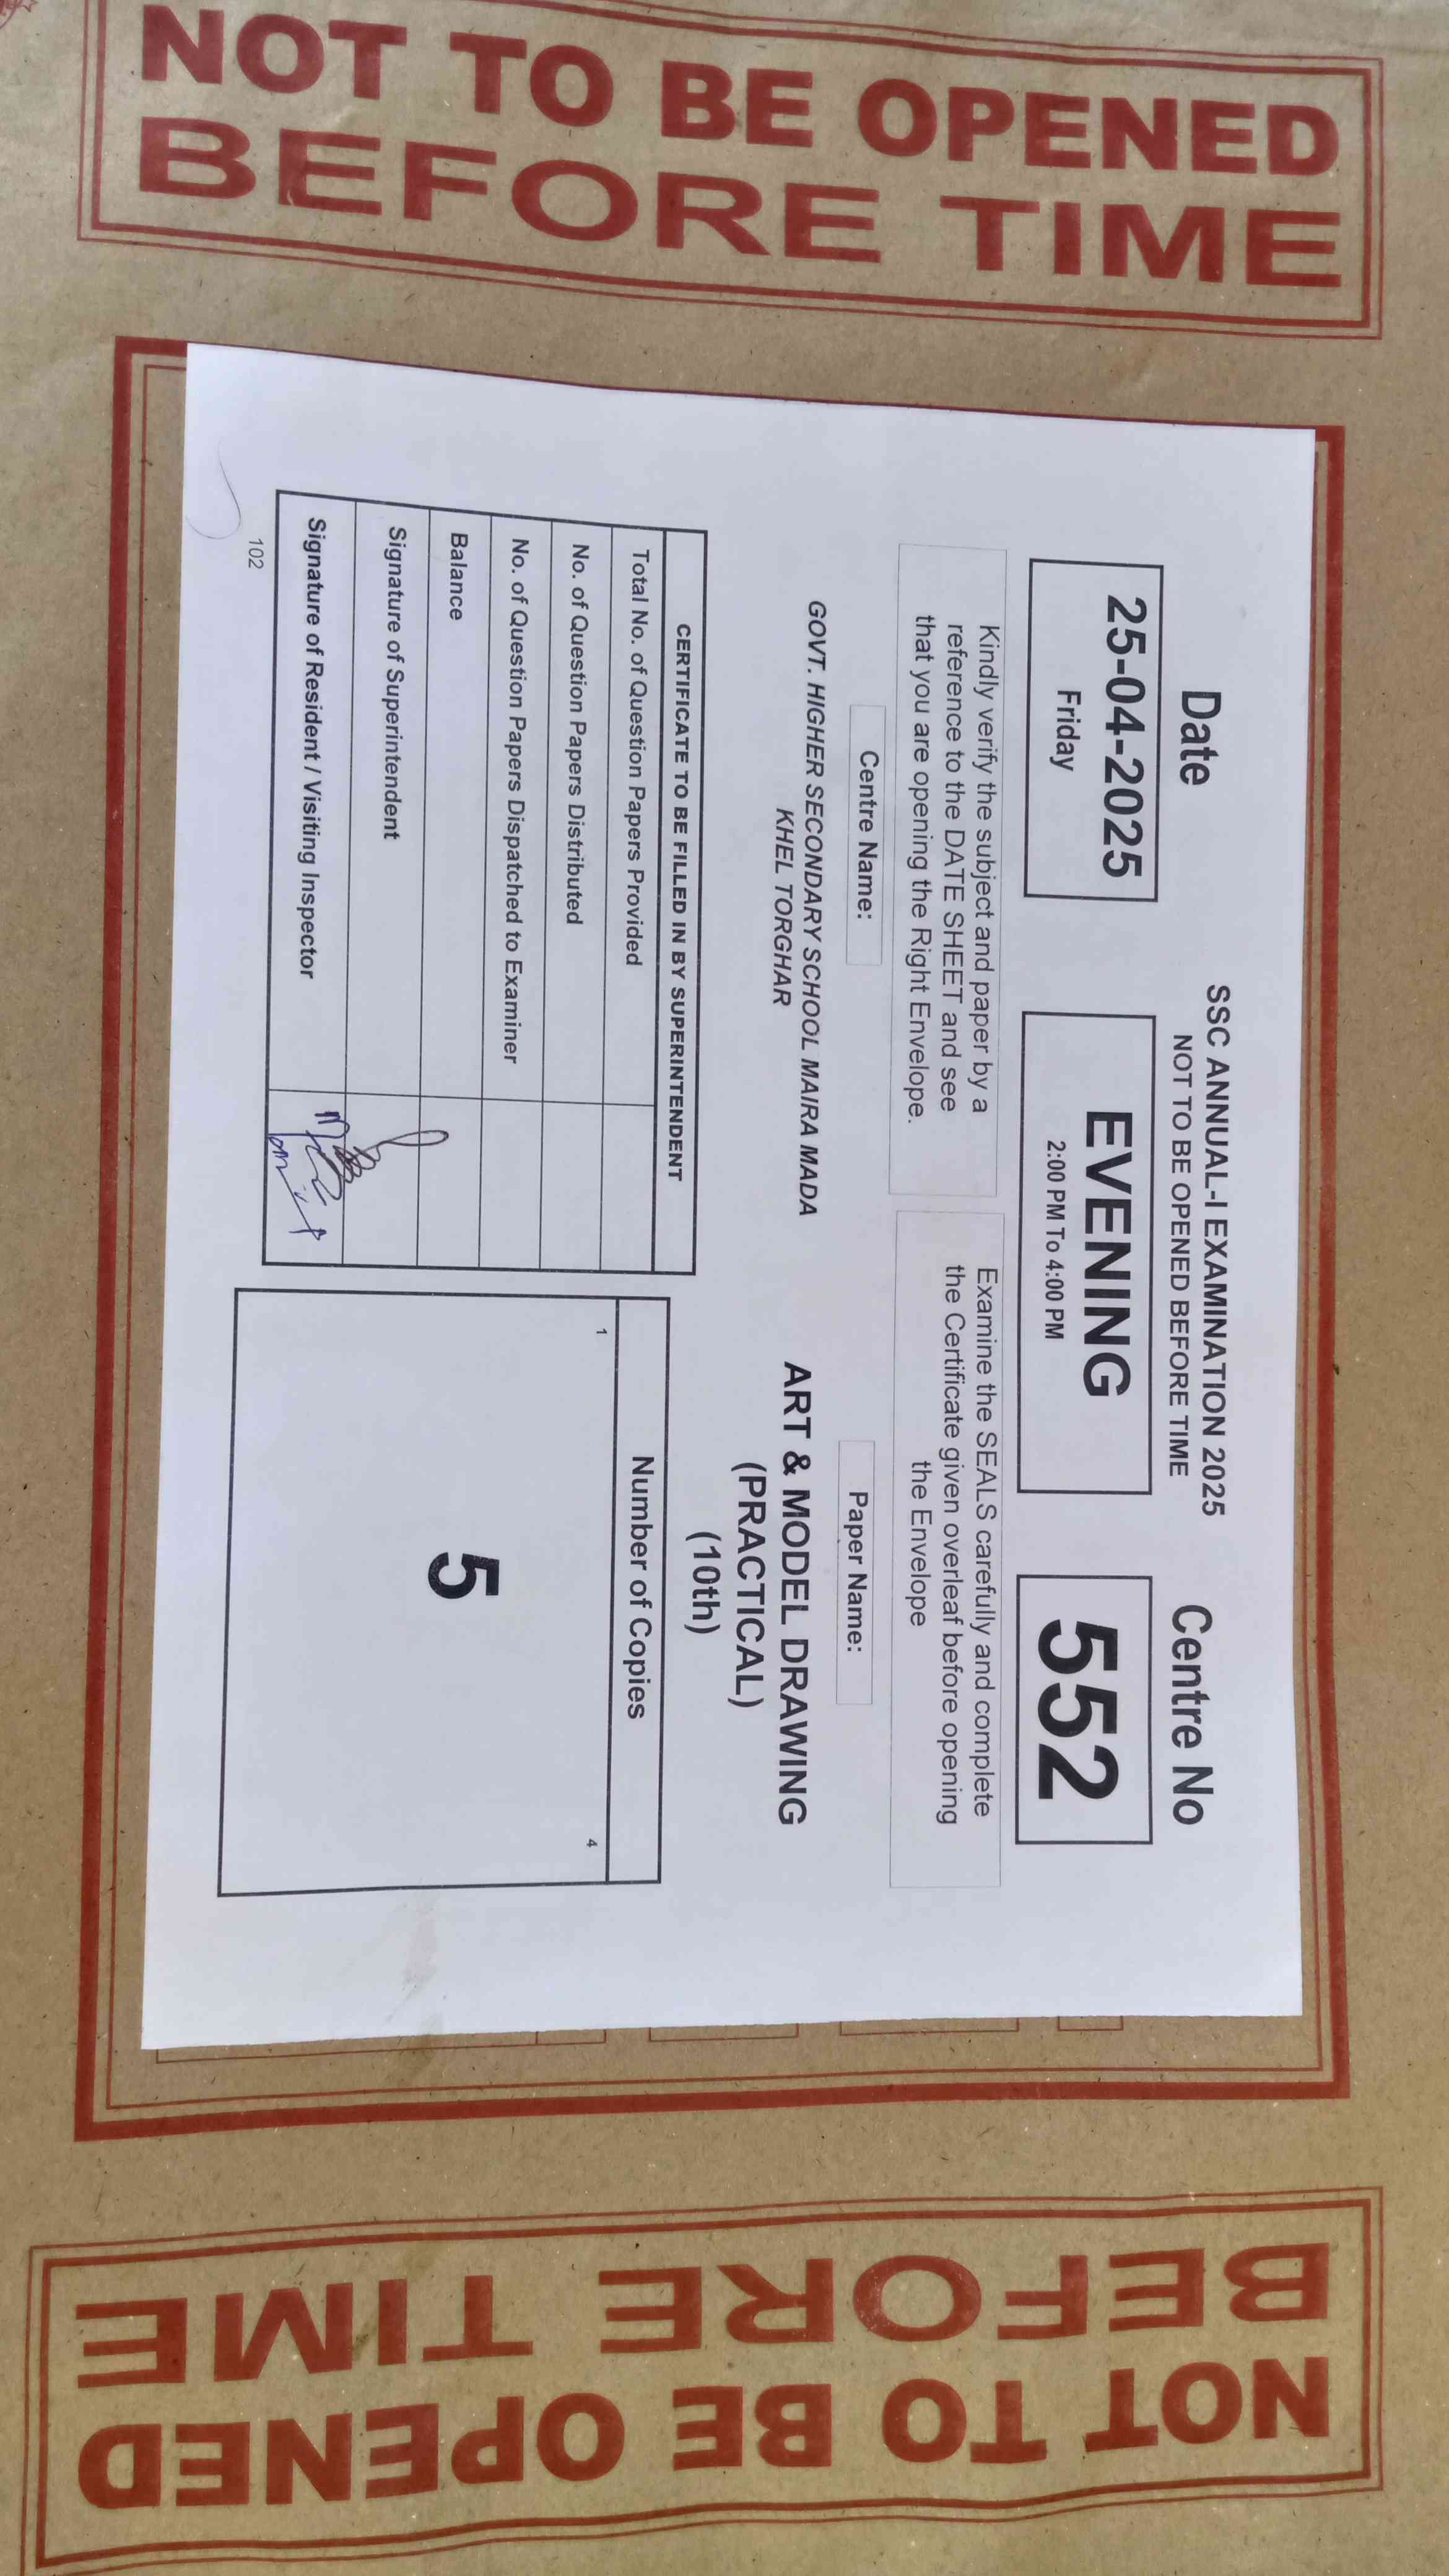 NOT TO BE OPENED
BEFORE TIME
SSC ANNUAL-I EXAMINATION 2025
NOT TO BE OPENED BEFORE TIME
Date
Centre No
25-04-2025
Friday
EVENING
2:00 PM To 4:00 PM
552
Kindly verify the subject and paper by a
reference to the DATE SHEET and see
that you are opening the Right Envelope.
Examine the SEALS carefully and complete
the Certificate given overleaf before opening
the Envelope
Centre Name:
Paper Name:
GOVT. HIGHER SECONDARY SCHOOL MAIRA MADA
KHEL TORGHAR
ART & MODEL DRAWING
(PRACTICAL)
(10th)
CERTIFICATE TO BE FILLED IN BY SUPERINTENDENT
Total No. of Question Papers Provided
No. of Question Papers Distributed
No. of Question Papers Dispatched to Examiner
Balance
Signature of Superintendent
Signature of Resident / Visiting Inspector
Number of Copies
1 4
5
102
NOT TO BE OPENED
BEFORE TIME